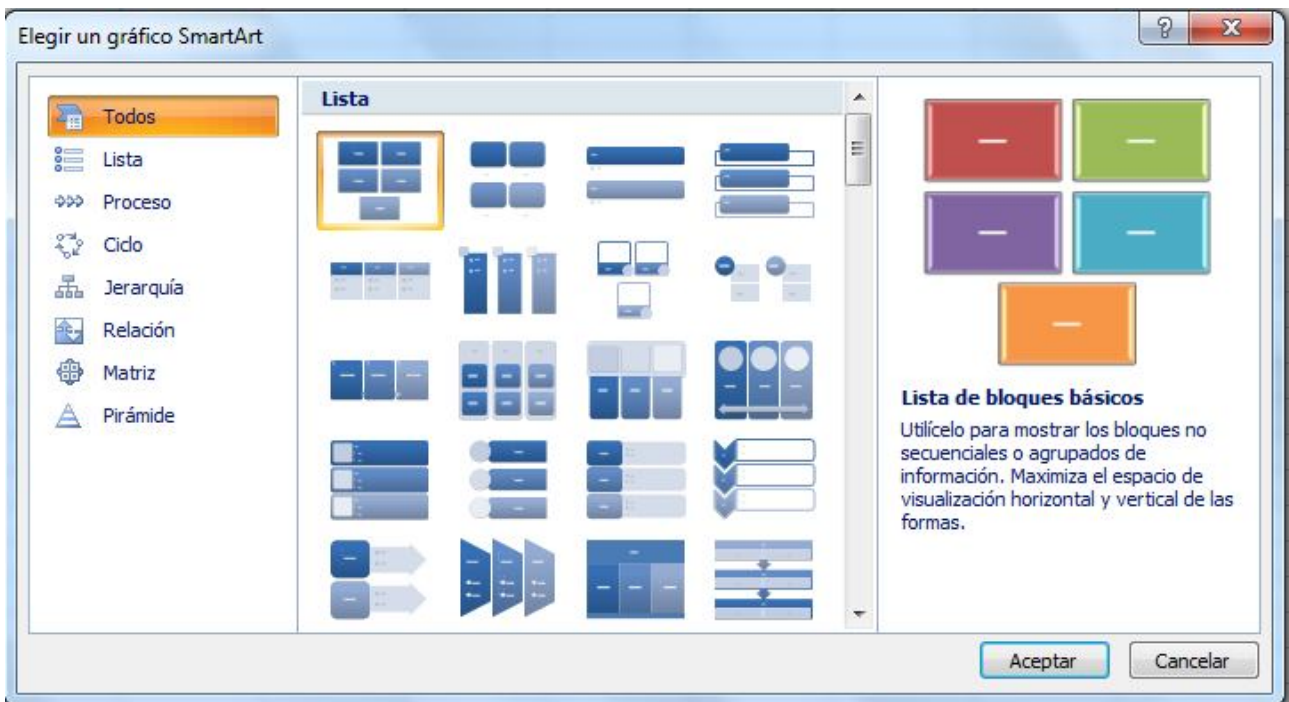 Elegir un gráfico SmartArt
Todos
Lista
Proceso
Ciclo
Jerarquía
Relación
Matriz
Pirámide
Lista
Lista de bloques básicos
Utilícelo para mostrar los bloques no
secuenciales o agrupados de
información. Maximiza el espacio de
visualización horizontal y vertical de las
formas.
Aceptar
Cancelar